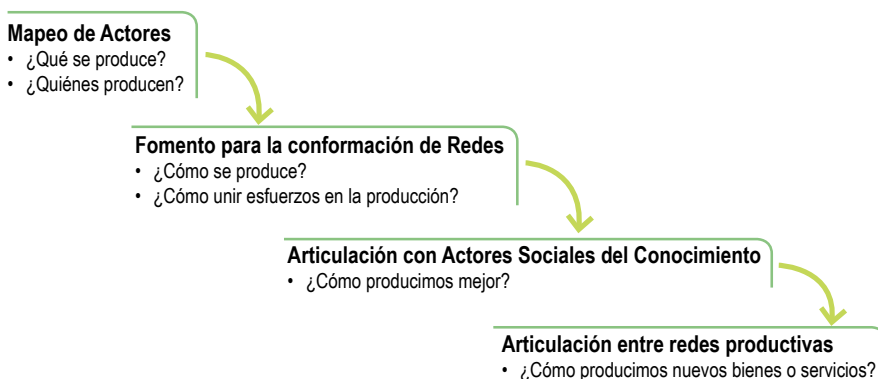 Mapeo de Actores
• ¿Qué se produce?
• ¿Quiénes producen?
Fomento para la conformación de Redes
• ¿Cómo se produce?
• ¿Cómo unir esfuerzos en la producción?
Articulación con Actores Sociales del Conocimiento
• ¿Cómo producimos mejor?
Articulación entre redes productivas
• ¿Cómo producimos nuevos bienes o servicios?